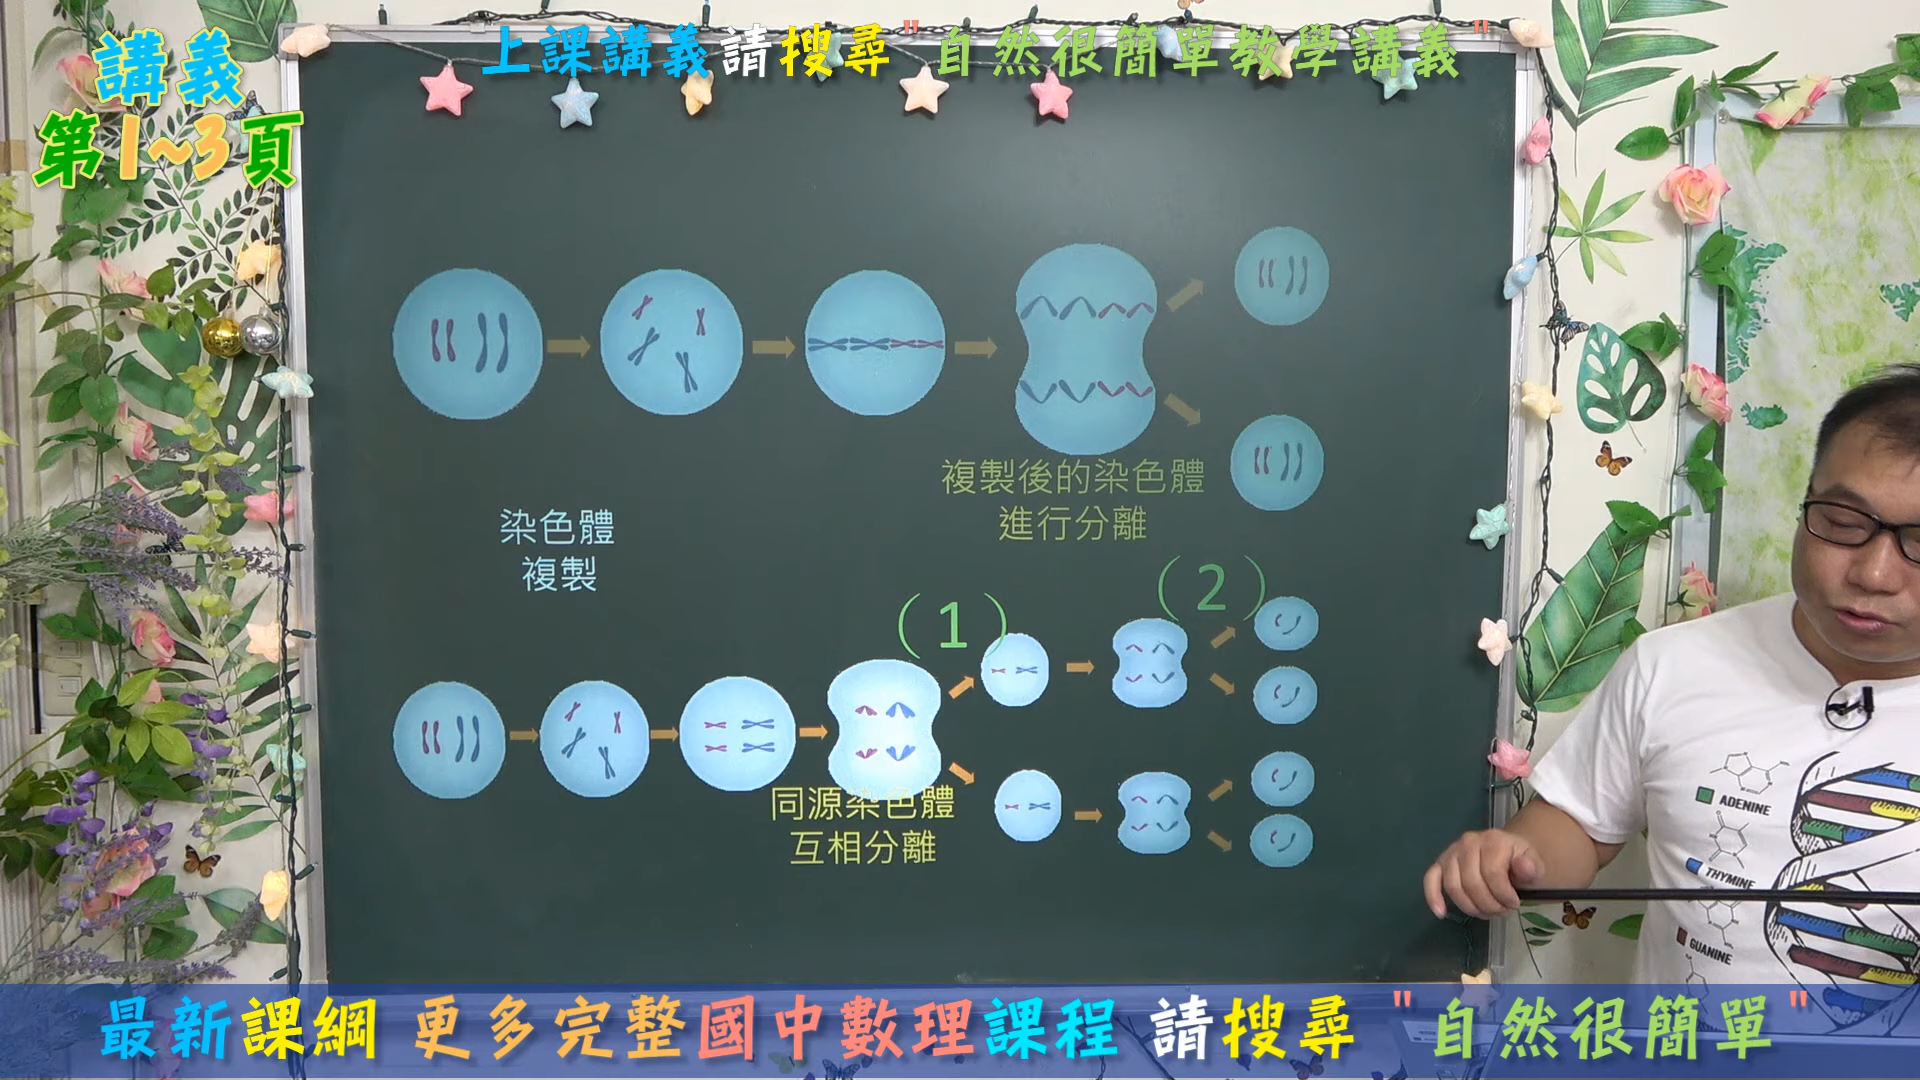 上課講義請搜尋"自然很簡單教學講義"
講義
第1~3頁
複製後的染色體
進行分離
染色體
複製
（1）
（2）
同源染色體
互相分離
ADENINE
THYMINE
GUANINE
最新課綱 更多完整國中數理課程 請搜尋"自然很簡單"